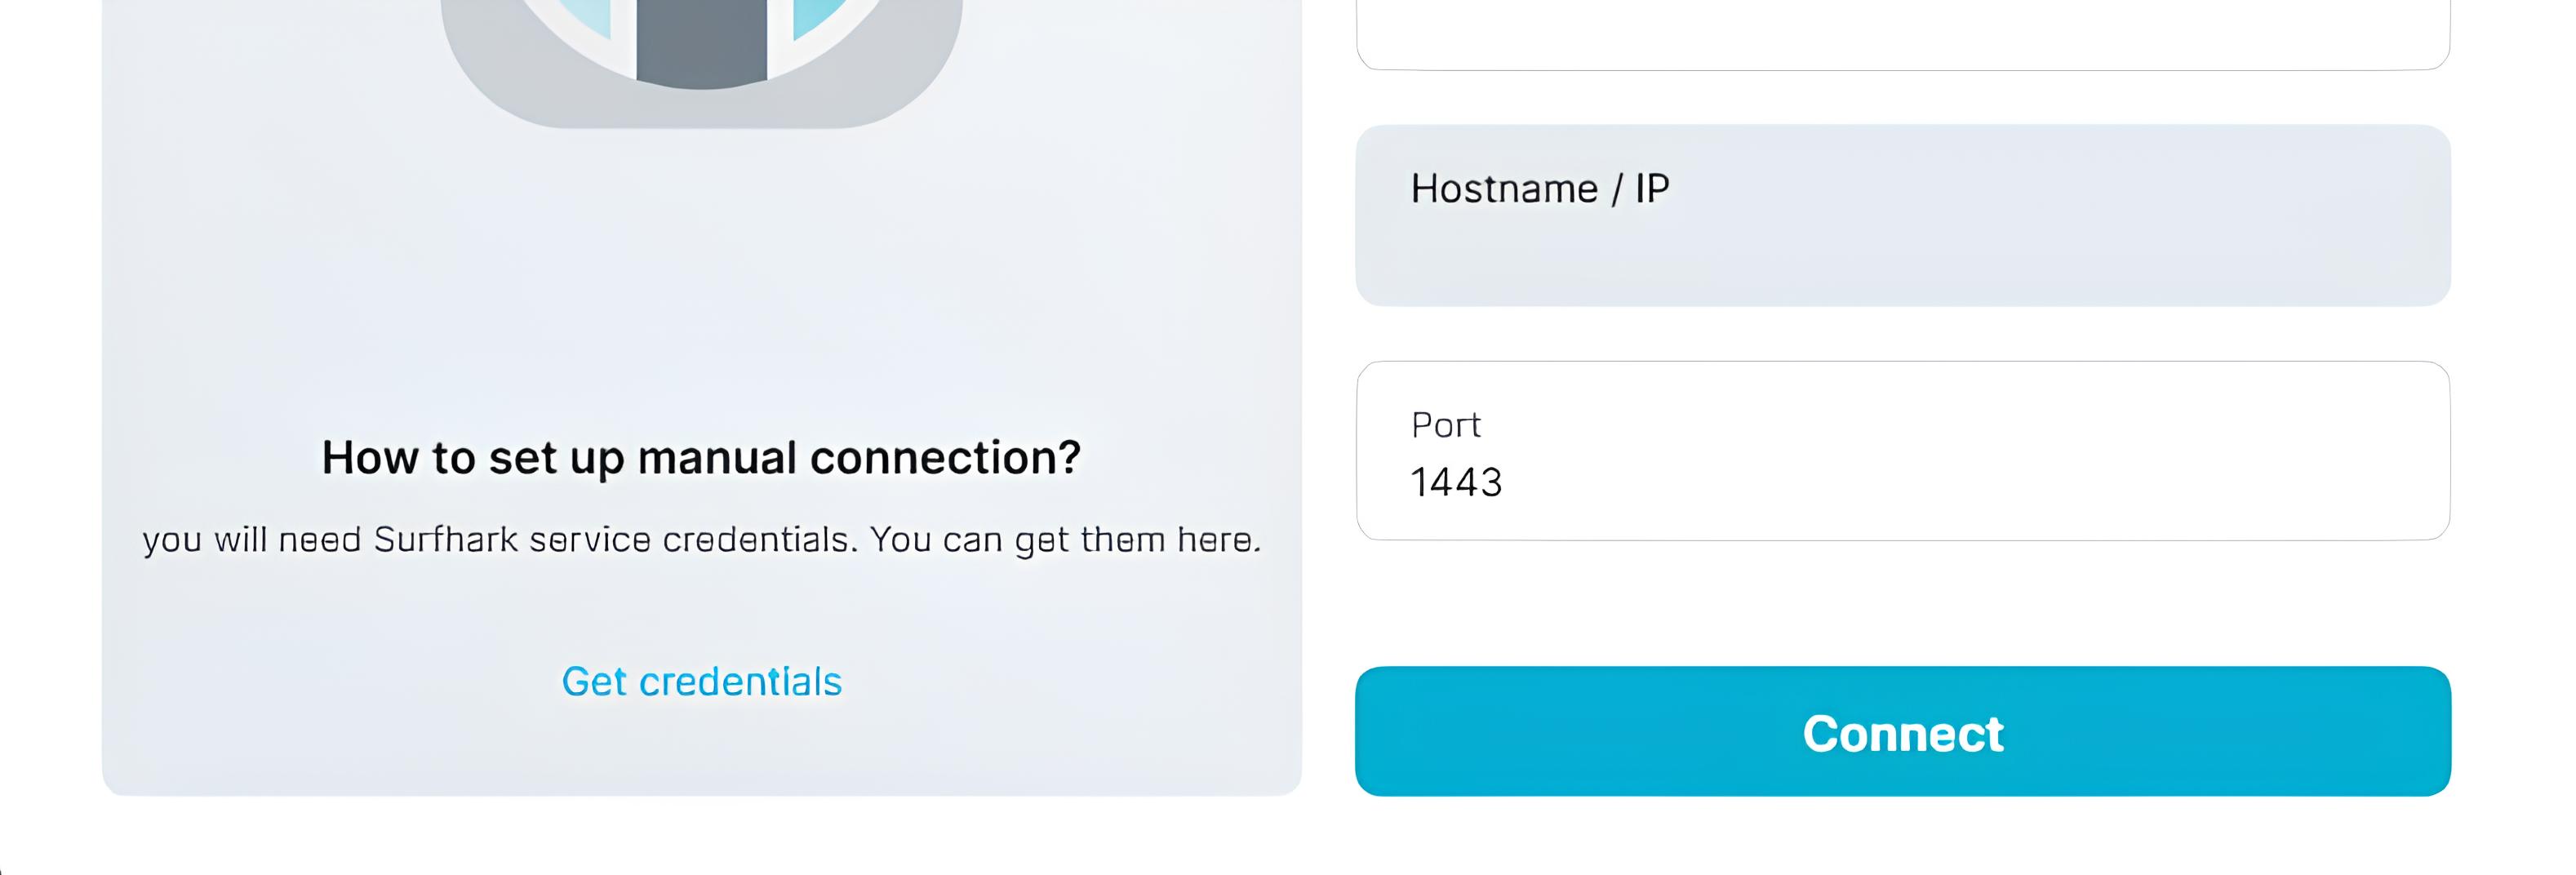 How to set up manual connection?
you will need Surfhark service credentials. You can get them here.
Get credentials
Hostname / IP
Port
1443
Connect